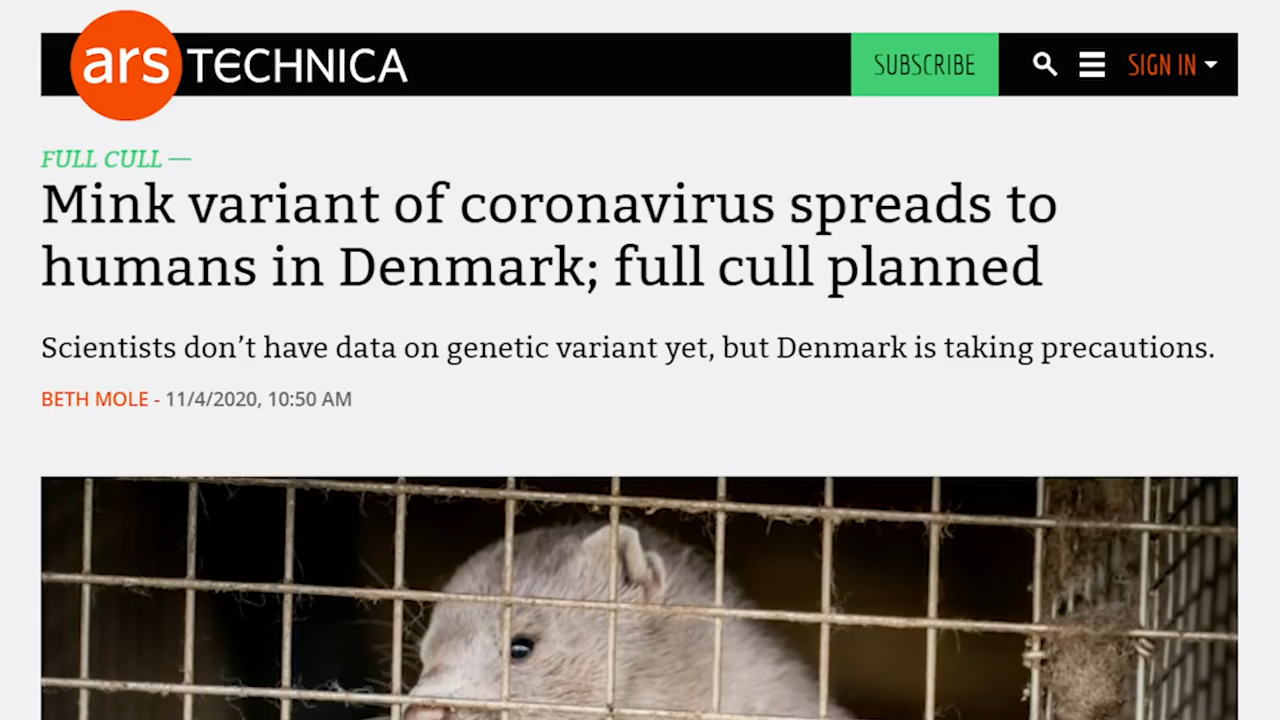 ars TECHNICA
SUBSCRIBE
SIGN IN
FULL CULL —
Mink variant of coronavirus spreads to
humans in Denmark; full cull planned
Scientists don’t have data on genetic variant yet, but Denmark is taking precautions.
BETH MOLE - 11/4/2020, 10:50 AM